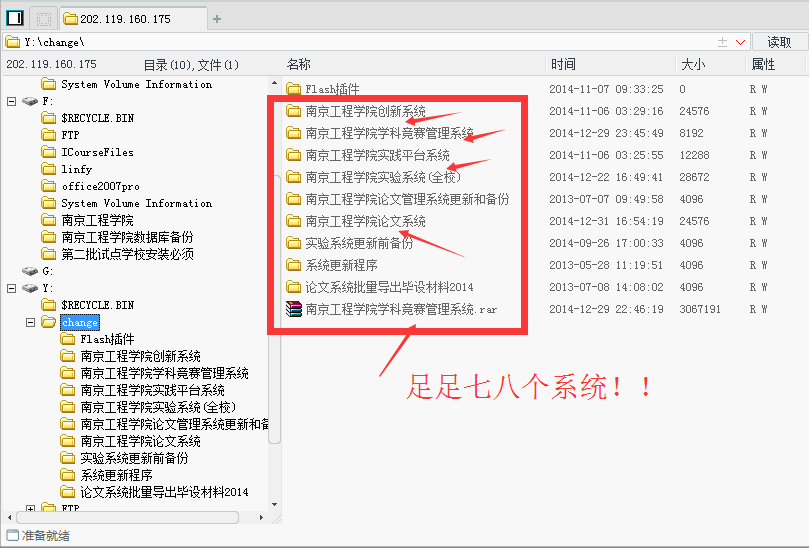 202.119.160.175
Y:\change\
读取
202.119.160.175 目录(10),文件(1)
名称 时间 大小 属性
System Volume Information
F:
$RECYCLE.BIN
FTP
ICourseFiles
linfy
office2007pro
System Volume Information
南京工程学院
南京工程学院数据库备份
第二批试点学校安装必须
G:
Y:
$RECYCLE.BIN
change
Flash插件
南京工程学院创新系统
南京工程学院学科竞赛管理系统
南京工程学院实践平台系统
南京工程学院实验系统(全校)
南京工程学院论文管理系统更新和备
南京工程学院论文系统
实验系统更新前备份
系统更新程序
论文系统批量导出毕设材料2014
FTP
Flash插件 2014-11-07 09:33:25 0 R W
南京工程学院创新系统 2014-11-06 03:29:16 24576 R W
南京工程学院学科竞赛管理系统 2014-12-29 23:45:49 8192 R W
南京工程学院实践平台系统 2014-11-06 03:25:55 12288 R W
南京工程学院实验系统(全校) 2014-12-22 16:49:41 28672 R W
南京工程学院论文管理系统更新和备份 2013-07-07 09:49:58 4096 R W
南京工程学院论文系统 2014-12-31 16:54:19 24576 R W
实验系统更新前备份 2014-09-26 17:00:33 4096 R W
系统更新程序 2013-05-28 11:19:51 4096 R W
论文系统批量导出毕设材料2014 2013-07-08 14:08:02 4096 R W
南京工程学院学科竞赛管理系统.rar 2014-12-29 22:46:19 3067191 R W
足足七八个系统！！
准备就绪